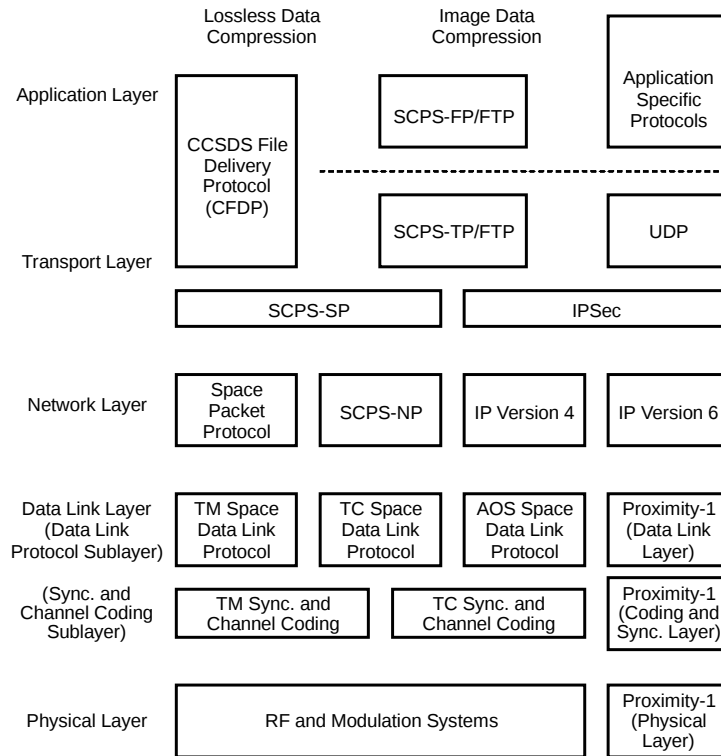 Lossless Data
Compression
Image Data
Compression
Application Layer
CCSDS File
Delivery
Protocol
(CFDP)
SCPS-FP/FTP
Application
Specific
Protocols
Transport Layer
SCPS-TP/FTP
UDP
SCPS-SP
IPSec
Network Layer
Space
Packet
Protocol
SCPS-NP
IP Version 4
IP Version 6
Data Link Layer
(Data Link
Protocol Sublayer)
TM Space
Data Link
Protocol
TC Space
Data Link
Protocol
AOS Space
Data Link
Protocol
Proximity-1
(Data Link
Layer)
(Sync. and
Channel Coding
Sublayer)
TM Sync. and
Channel Coding
TC Sync. and
Channel Coding
Proximity-1
(Coding and
Sync. Layer)
Physical Layer
RF and Modulation Systems
Proximity-1
(Physical
Layer)